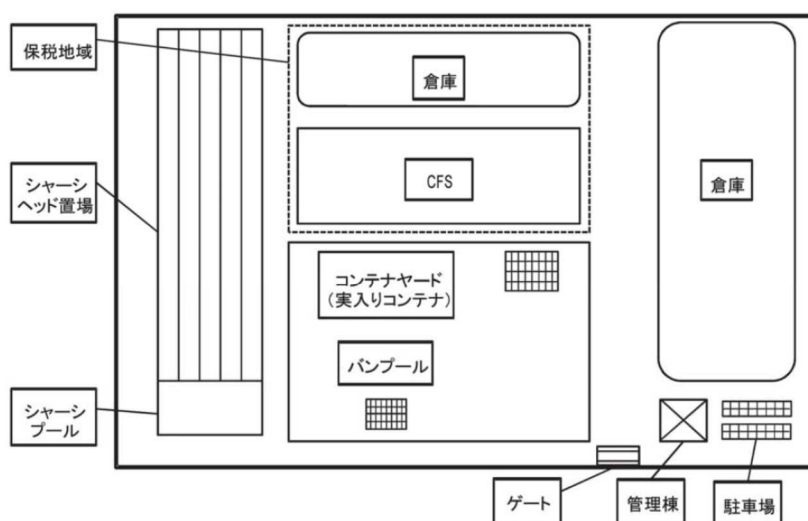 保税地域
倉庫
シャーシ
ヘッド置場
CFS
倉庫
コンテナヤード
(実入りコンテナ)
バンプール
シャーシ
プール
ゲート
管理棟
駐車場